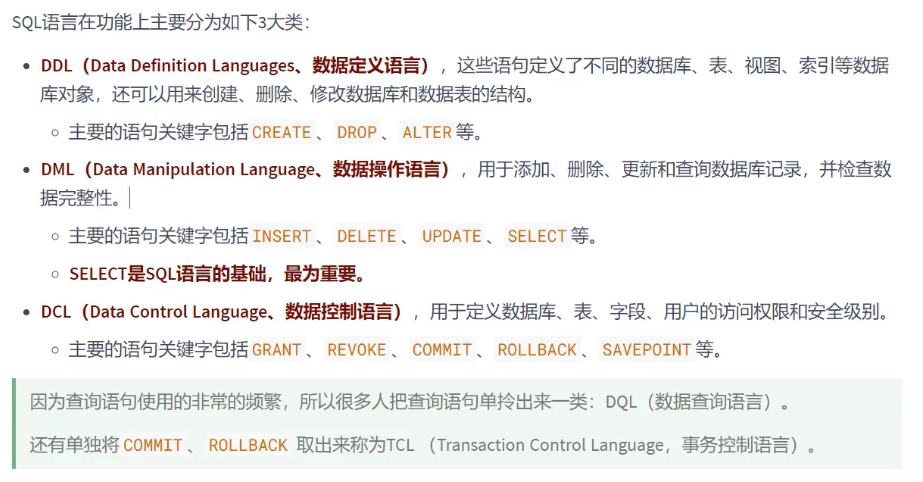 SQL语言在功能上主要分为如下3大类：
DDL（Data Definition Languages、数据定义语言），这些语句定义了不同的数据库、表、视图、索引等数据
库对象，还可以用来创建、删除、修改数据库和数据表的结构。
主要的语句关键字包括 CREATE 、 DROP 、 ALTER 等。
DML（Data Manipulation Language、数据操作语言），用于添加、删除、更新和查询数据库记录，并检查数
据完整性。
主要的语句关键字包括 INSERT 、 DELETE 、 UPDATE 、 SELECT 等。
SELECT是SQL语言的基础，最为重要。
DCL（Data Control Language、数据控制语言），用于定义数据库、表、字段、用户的访问权限和安全级别。
主要的语句关键字包括 GRANT 、 REVOKE 、 COMMIT 、 ROLLBACK 、 SAVEPOINT 等。
因为查询语句使用的非常的频繁，所以很多人把查询语句单拎出来一类：DQL（数据查询语言）。
还有单独将 COMMIT 、 ROLLBACK 取出来称为TCL （Transaction Control Language，事务控制语言）。